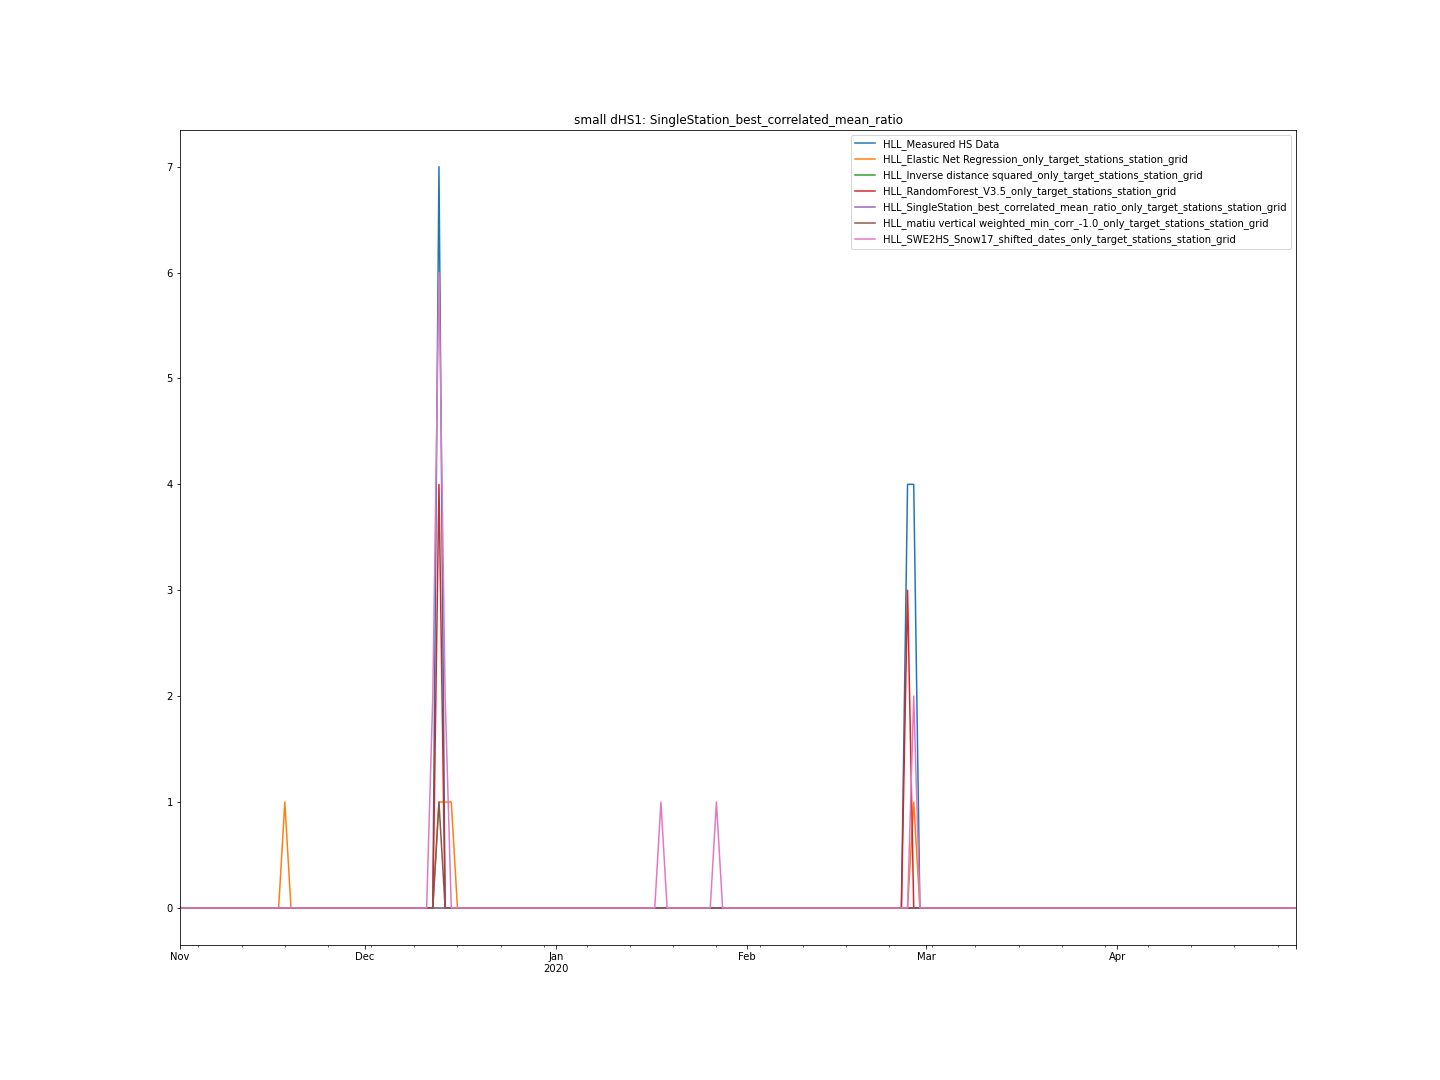 small dHS1: SingleStation_best_correlated_mean_ratio
HLL_Measured HS Data
HLL_Elastic Net Regression_only_target_stations_station_grid
HLL_Inverse distance squared_only_target_stations_station_grid
HLL_RandomForest_V3.5_only_target_stations_station_grid
HLL_SingleStation_best_correlated_mean_ratio_only_target_stations_station_grid
HLL_matiu vertical weighted_min_corr_-1.0_only_target_stations_station_grid
HLL_SWE2HS_Snow17_shifted_dates_only_target_stations_station_grid
7
6
5
4
3
2
1
0
Nov Dec Jan Feb Mar Apr
2020